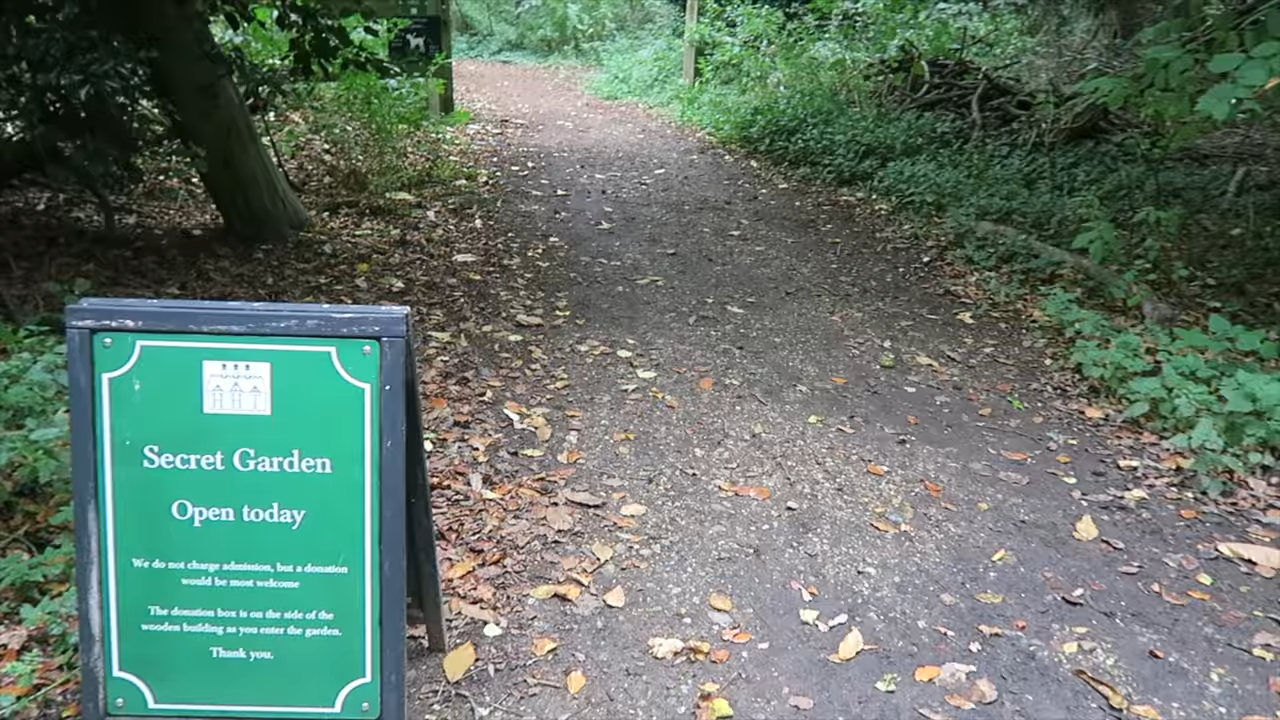 Secret Garden
Open today
We do not charge admission, but a donation
would be most welcome
The donation box is on the side of the
wooden building as you enter the garden.
Thank you.